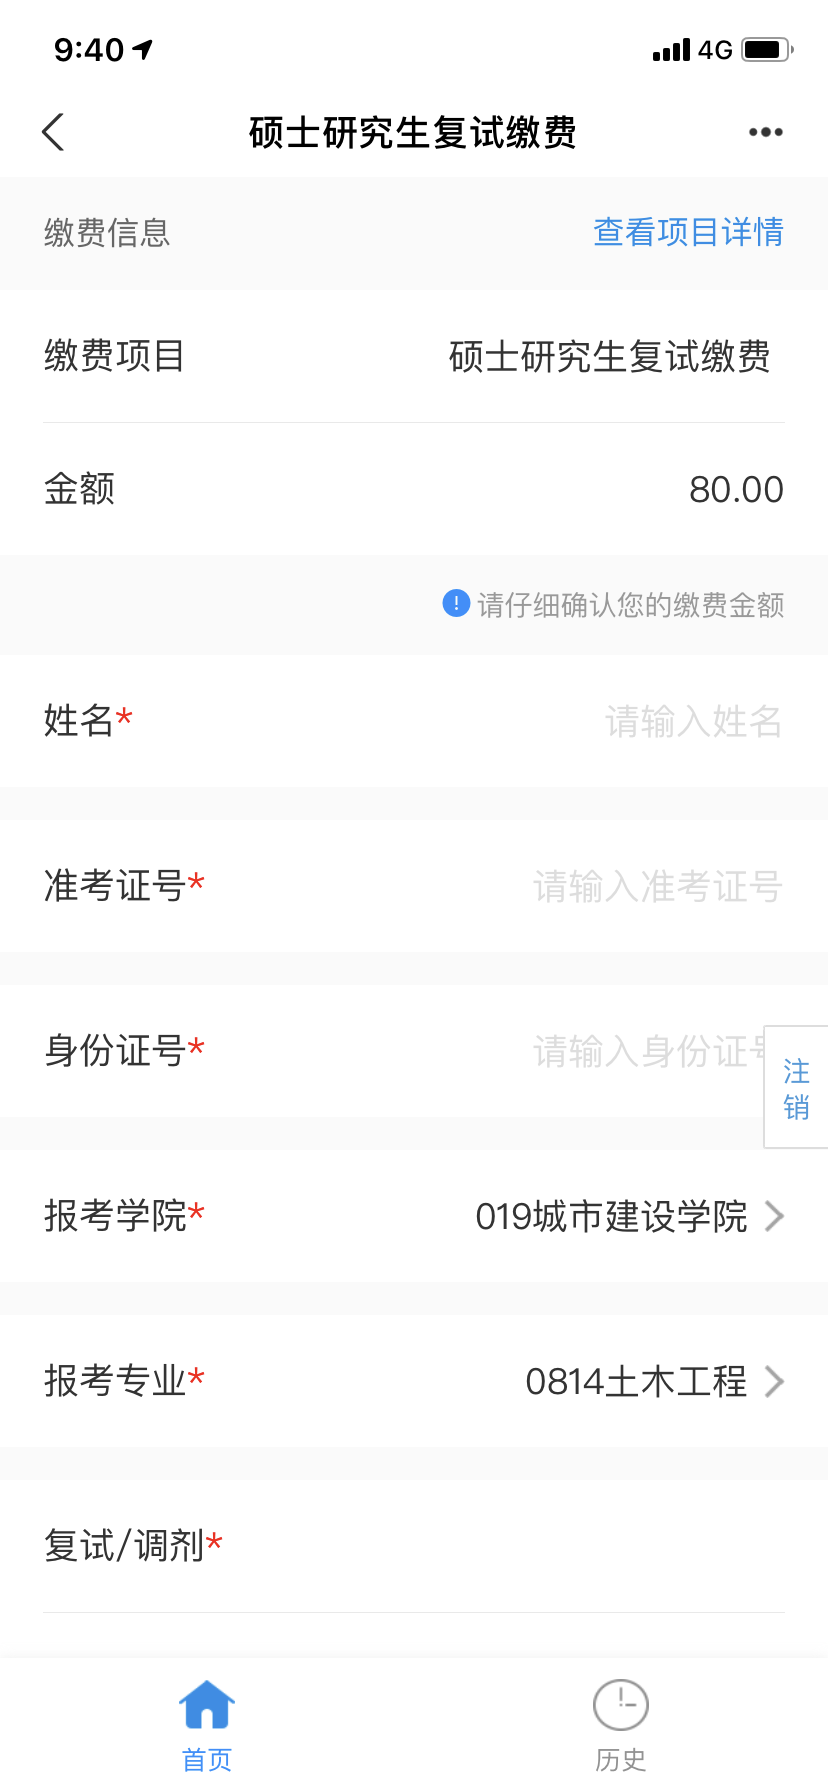 9:40
4G
硕士研究生复试缴费
缴费信息 查看项目详情
缴费项目 硕士研究生复试缴费
金额 80.00
请仔细确认您的缴费金额
姓名* 请输入姓名
准考证号* 请输入准考证号
身份证号* 请输入身份证号
注
销
报考学院* 019城市建设学院
报考专业* 0814土木工程
复试/调剂*
首页 历史